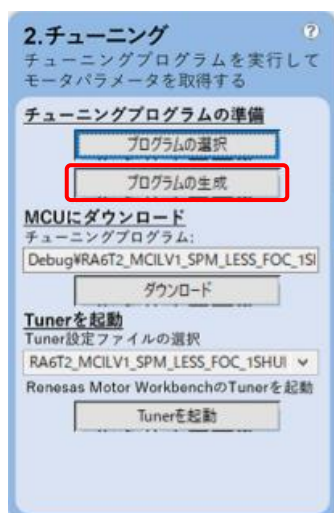 2.チューニング
?
チューニングプログラムを実行して
モータパラメータを取得する
チューニングプログラムの準備
プログラムの選択
プログラムの生成
MCUにダウンロード
チューニングプログラム:
Debug¥RA6T2_MCILV1_SPM_LESS_FOC_1SI
ダウンロード
Tunerを起動
Tuner設定ファイルの選択
RA6T2_MCILV1_SPM_LESS_FOC_1SHUI
Renesas Motor WorkbenchのTunerを起動
Tunerを起動